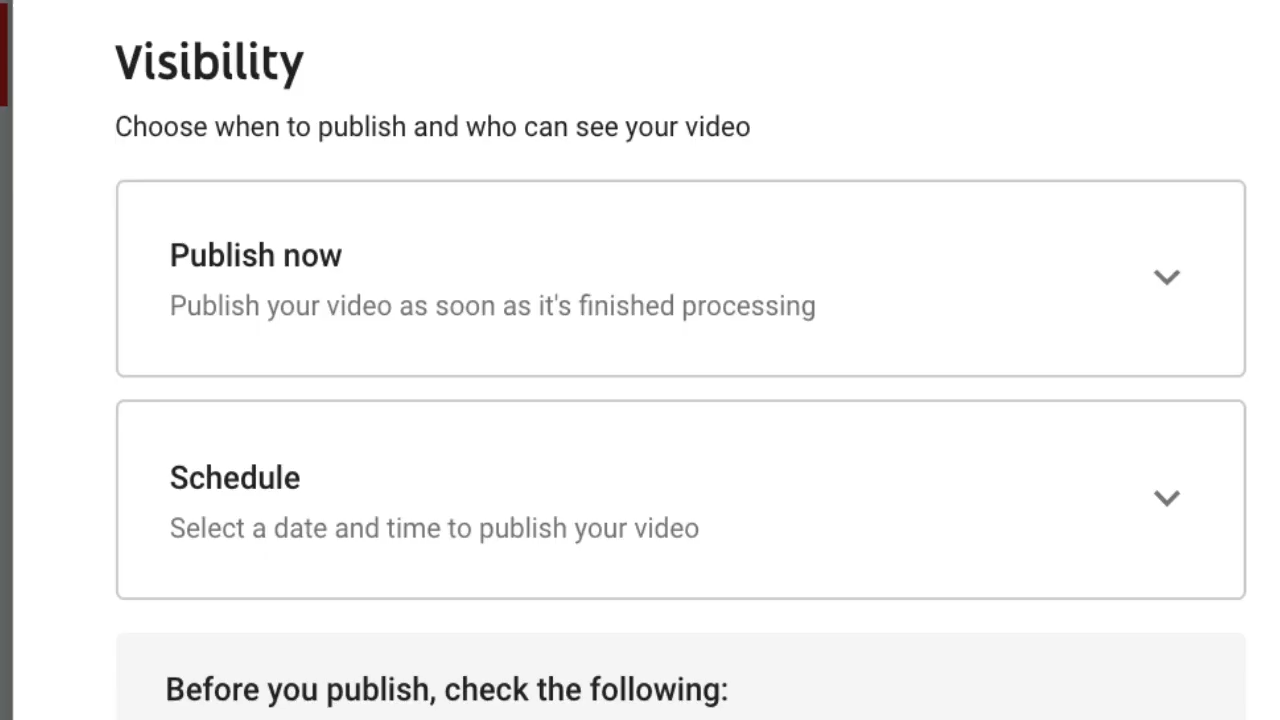 Visibility
Choose when to publish and who can see your video
Publish now
Publish your video as soon as it's finished processing
Schedule
Select a date and time to publish your video
Before you publish, check the following: